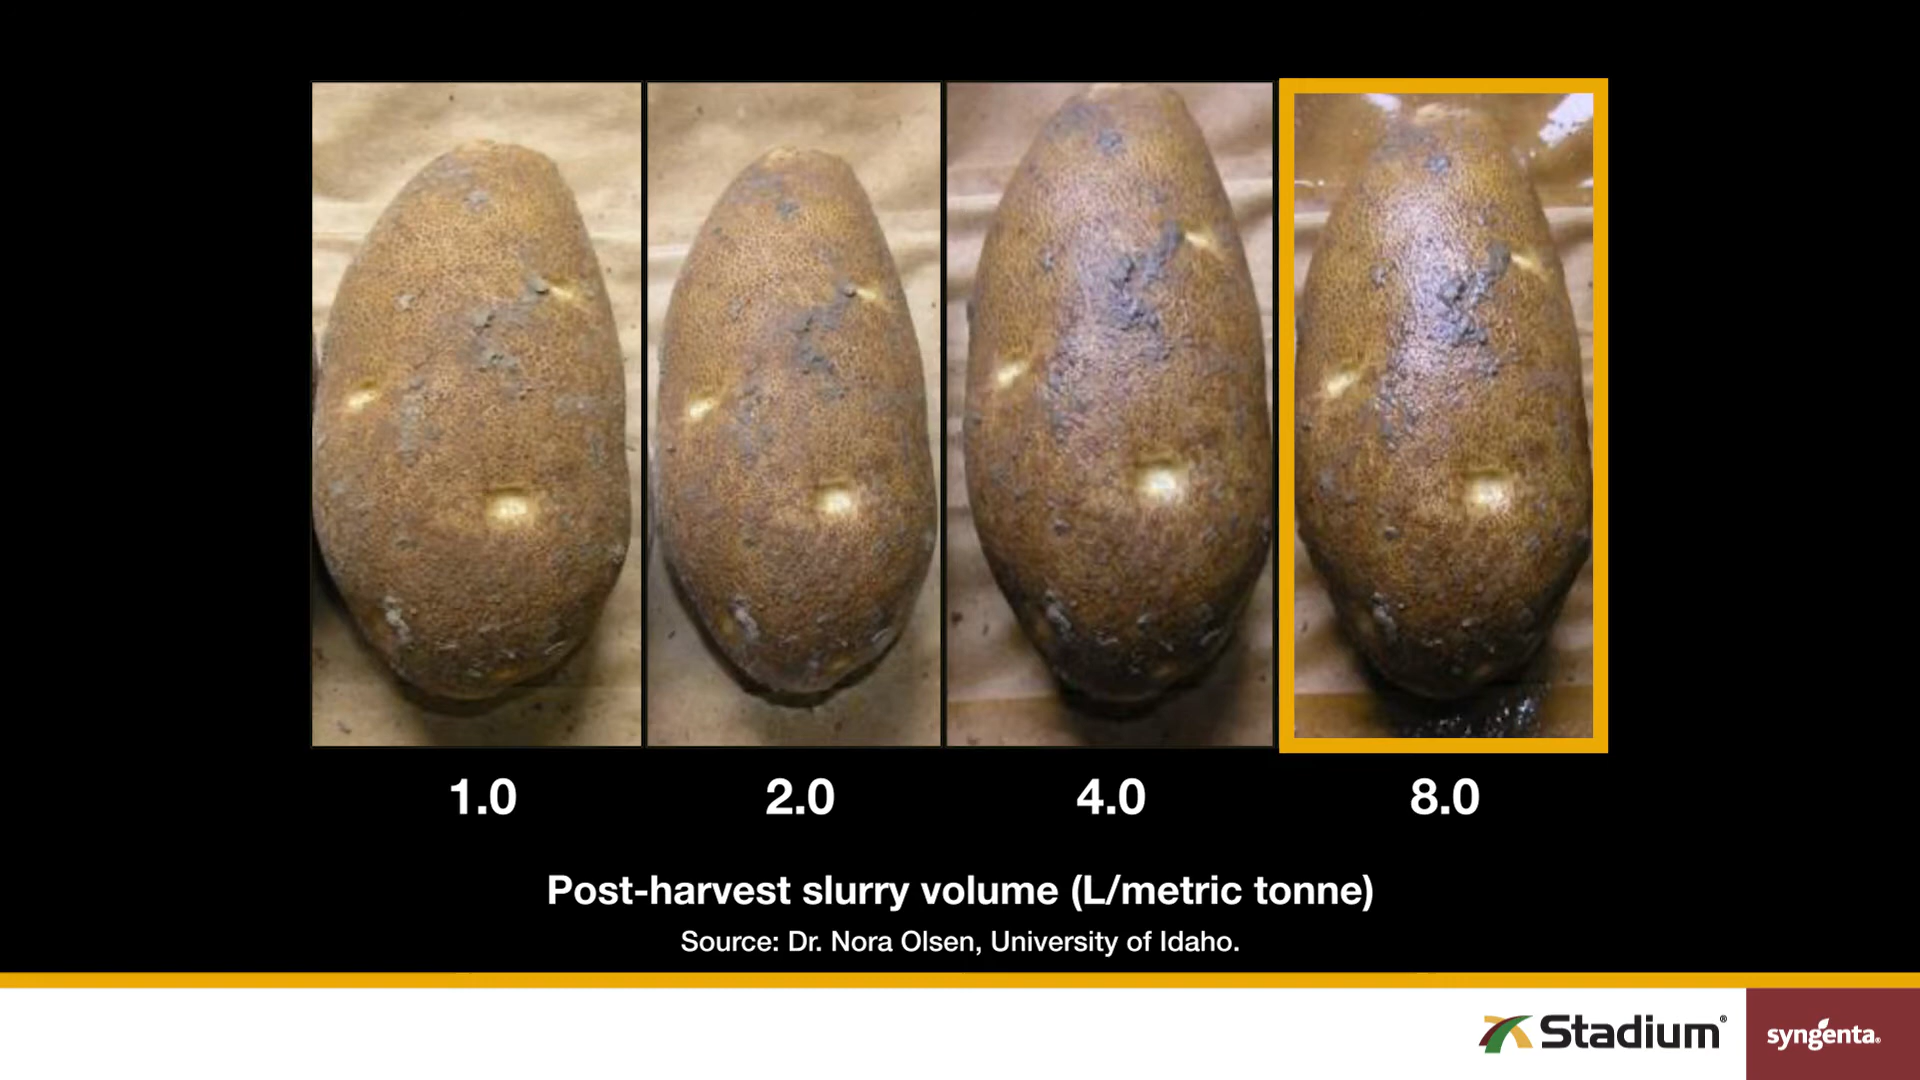 1.0 2.0 4.0 8.0
Post-harvest slurry volume (L/metric tonne)
Source: Dr. Nora Olsen, University of Idaho.
Stadium®
syngenta®